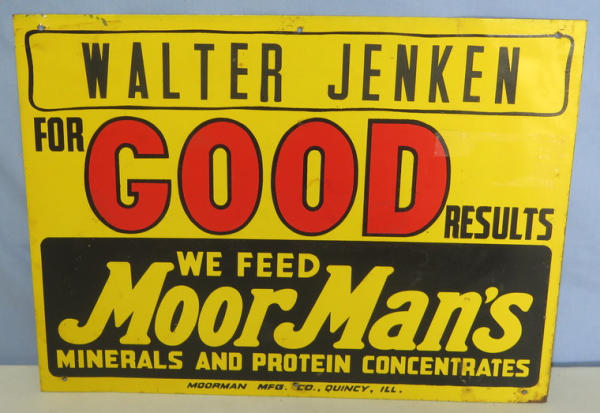 WALTER JENKEN
FOR GOOD RESULTS
WE FEED
MoorMan's
MINERALS AND PROTEIN CONCENTRATES
MOORMAN MFG. CO., QUINCY, ILL.